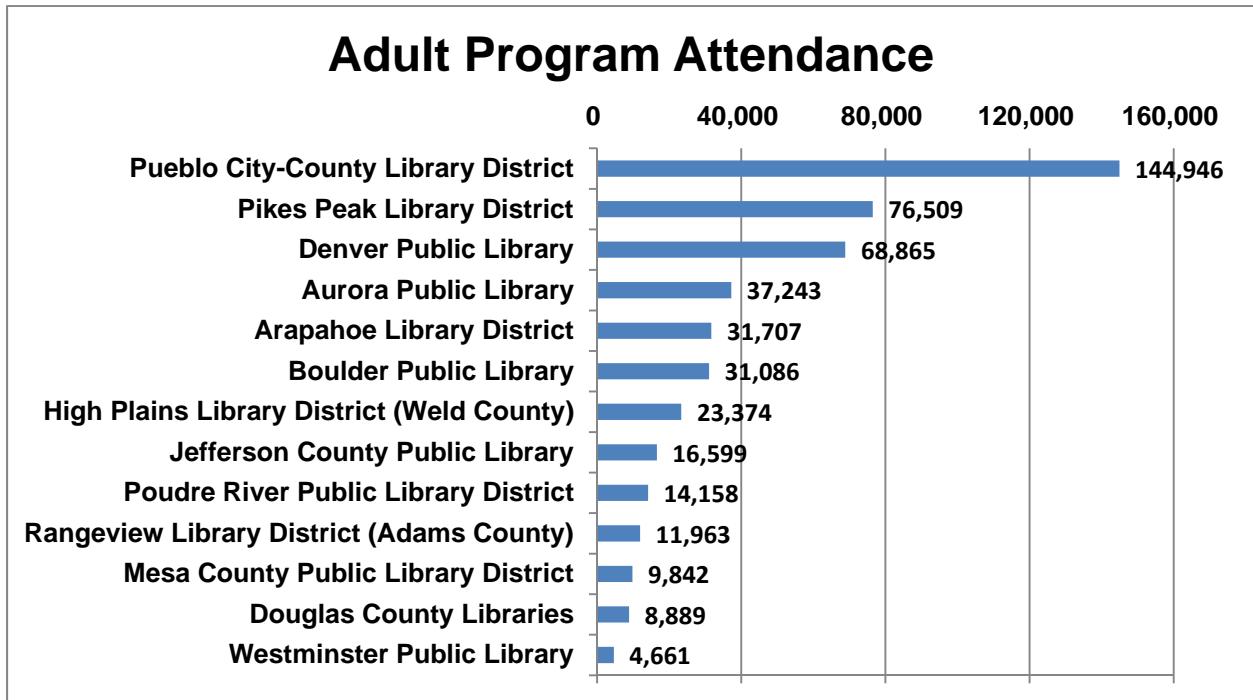 Adult Program Attendance
0 40,000 80,000 120,000 160,000
Pueblo City-County Library District 144,946
Pikes Peak Library District 76,509
Denver Public Library 68,865
Aurora Public Library 37,243
Arapahoe Library District 31,707
Boulder Public Library 31,086
High Plains Library District (Weld County) 23,374
Jefferson County Public Library 16,599
Poudre River Public Library District 14,158
Rangeview Library District (Adams County) 11,963
Mesa County Public Library District 9,842
Douglas County Libraries 8,889
Westminster Public Library 4,661